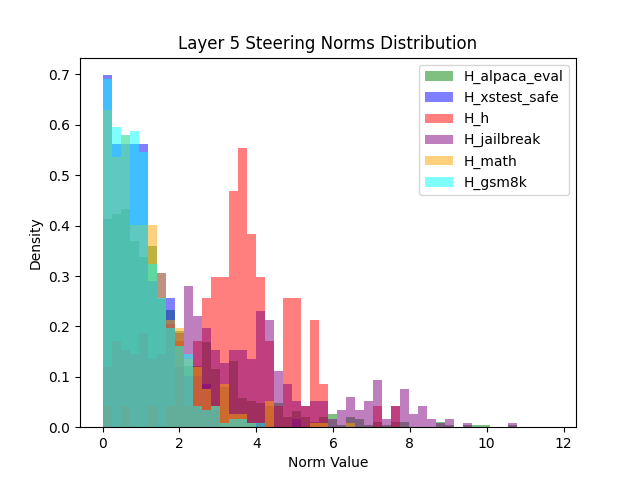 Layer 5 Steering Norms Distribution
H_alpaca_eval
H_xstest_safe
H_h
H_jailbreak
H_math
H_gsm8k
0.7
0.6
0.5
0.4
0.3
0.2
0.1
0.0
Density
0 2 4 6 8 10 12
Norm Value